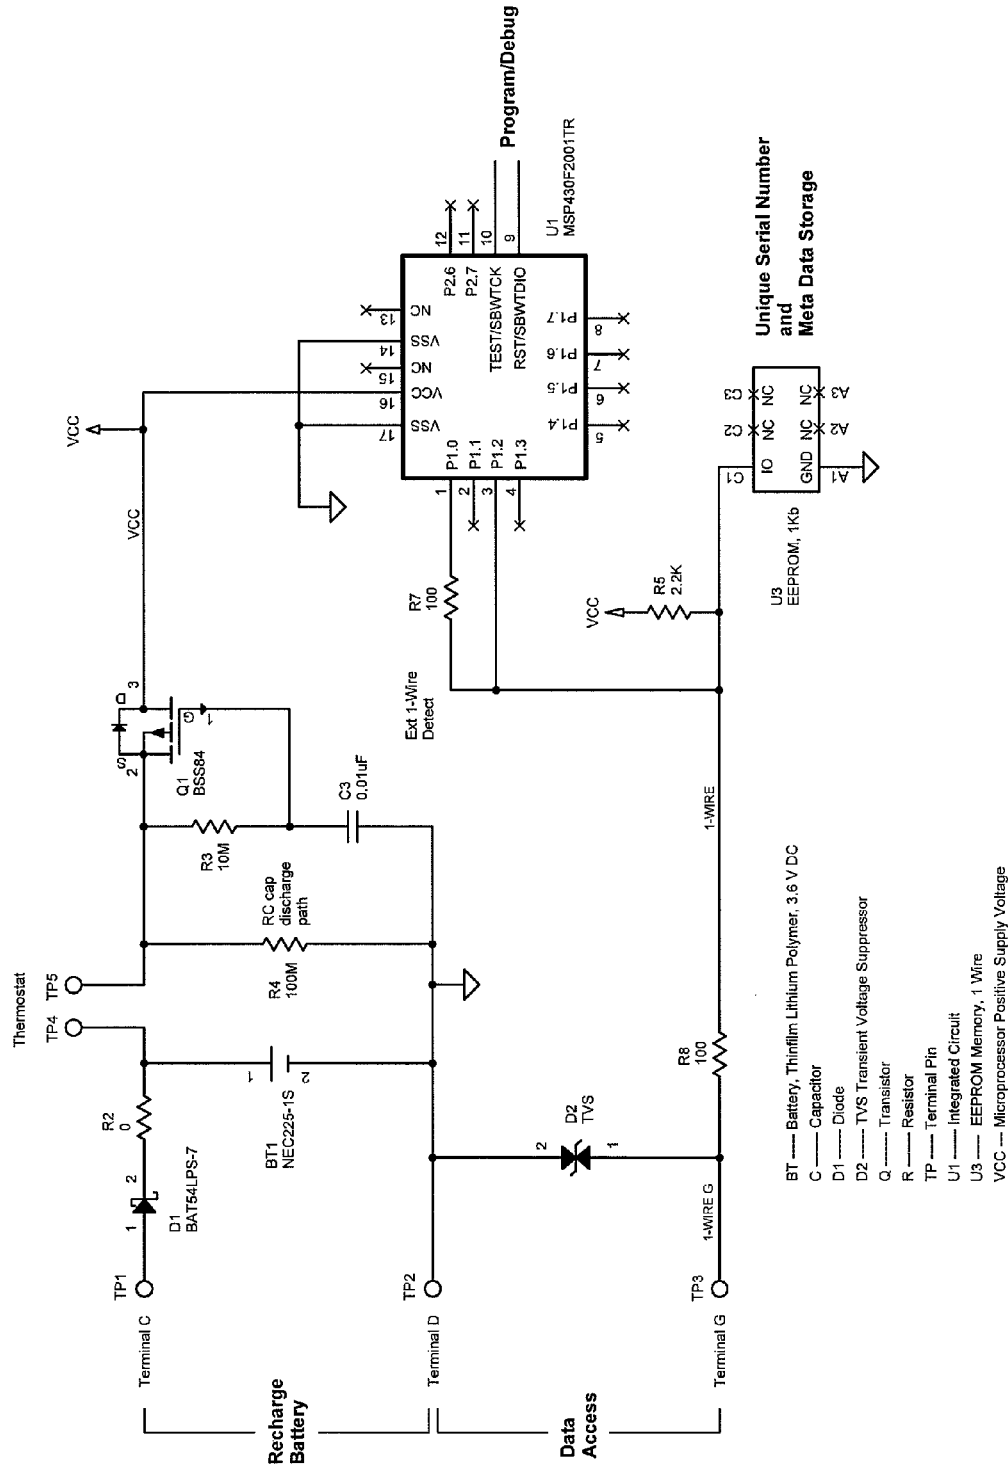 Recharge
Battery
Data
Access
Terminal C
Terminal D
Terminal G
TP1
TP2
TP3
1
2
D1
BAT54LPS-7
R2
0
Thermostat
TP4
TP5
1
2
BT1
NEC225-1S
RC cap
discharge
path
R4
100M
R3
10M
C3
0.01uF
Q1
BSS84
S
D
G
2
3
1
VCC
VCC
2
1
D2
TVS
1-WIRE G
R8
100
1-WIRE
Ext 1-Wire
Detect
R7
100
VCC
R5
2.2K
17
16
15
14
13
VSS
VCC
NC
VSS
NC
1
2
3
4
P1.0
P1.1
P1.2
P1.3
P2.6
P2.7
TEST/SBWTCK
RST/SBWTDIO
12
11
10
9
P1.4
P1.5
P1.6
P1.7
5
6
7
8
U1
MSP430F2001TR
Program/Debug
C1
C2
C3
IO
NC
NC
GND
NC
NC
A1
A2
A3
U3
EEPROM, 1Kb
Unique Serial Number
and
Meta Data Storage
BT ---- Battery, Thinfilm Lithium Polymer, 3.6 V DC
C ---- Capacitor
D1 ---- Diode
D2 ---- TVS Transient Voltage Suppressor
Q ---- Transistor
R ---- Resistor
TP ---- Terminal Pin
U1 ---- Integrated Circuit
U3 ---- EEPROM Memory, 1 Wire
VCC --- Microprocessor Positive Supply Voltage